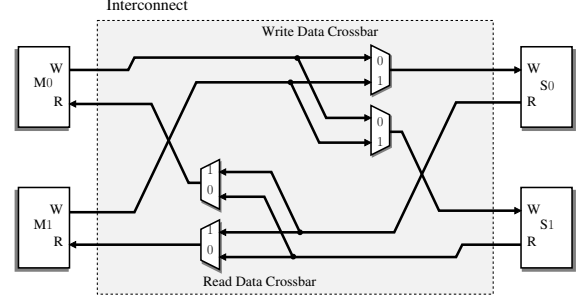 Interconnect
Write Data Crossbar
W
M0
R
0
1
W
S0
R
0
1
1
0
W
M1
R
1
0
W
S1
R
Read Data Crossbar